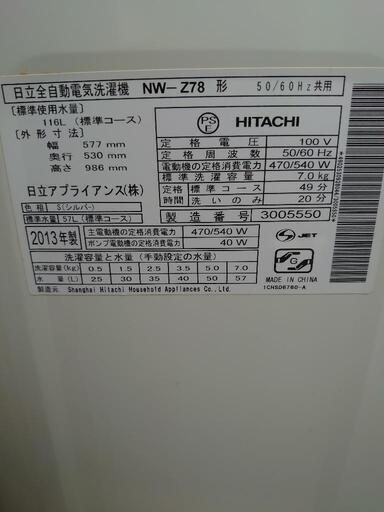 日立全自動電気洗濯機 NW-Z78 形 50/60Hz共用
[標準使用水量]
116L (標準コース)
[外形寸法]
幅 577 mm
奥行 530 mm
高さ 986 mm
日立アプライアンス(株)
色相 S(シルバー)
標準水量 57L (標準コース)
PS E HITACHI
定格電圧 100 V
定格周波数 50/60 Hz
電動機の定格消費電力 470/540 W
標準洗濯容量 7.0 kg
定格 標準コース 49分
時間 洗いのみ 20分
製造番号 3005550
2013年製
主電動機の定格消費電力 470/540 W
ポンプ電動機の定格消費電力 40 W
JET
洗濯容量と水量 (手動設定の水量)
洗濯容量(kg) 0.5 1.5 2.5 3.5 5.0 7.0
水量 (L) 25 30 35 40 50 57
製造元: Shanghai Hitachi Household Appliances Co., Ltd.
G
MADE IN CHINA
1CNSD6760-A